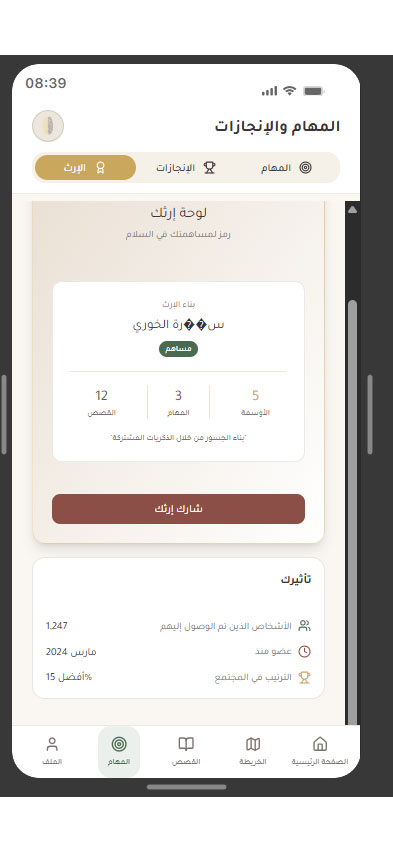 08:39
المهام والإنجازات
المهام
الإنجازات
الإرث
لوحة إرثك
رمز لمساهمتك في السلام
بناء الإرث
س��رة الخوري
مساهم
5 3 12
الأوسمة المهام القصص
"بناء الجسور من خلال الذكريات المشتركة"
شارك إرثك
تأثيرك
الأشخاص الذين تم الوصول إليهم 1,247
عضو منذ مارس 2024
الترتيب في المجتمع %أفضل 15
الصفحة الرئيسية الخريطة القصص المهام الملف